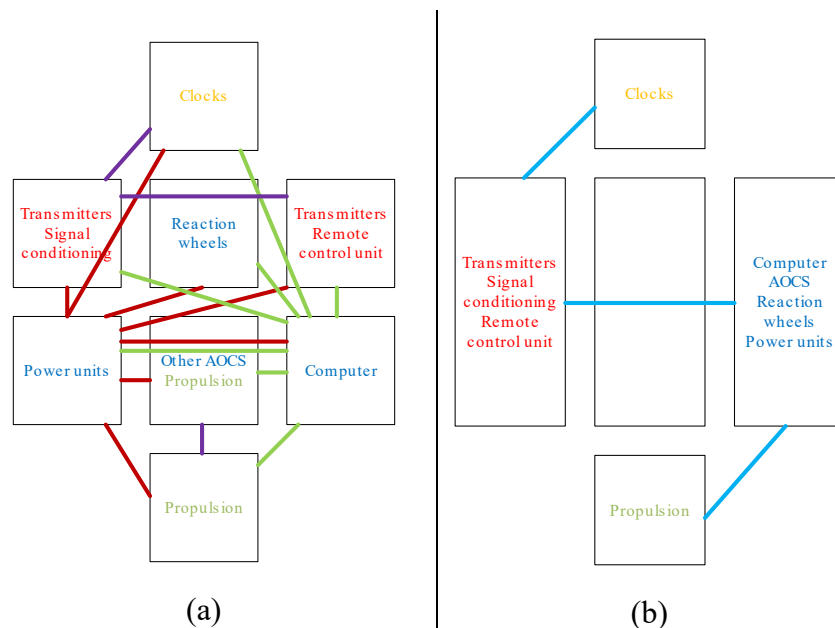 Clocks
Transmitters
Signal
conditioning
Reaction
wheels
Transmitters
Remote
control unit
Power units
Other AOCS
Propulsion
Computer
Propulsion
(a)
Clocks
Transmitters
Signal
conditioning
Remote
control unit
Computer
AOCS
Reaction
wheels
Power units
Propulsion
(b)